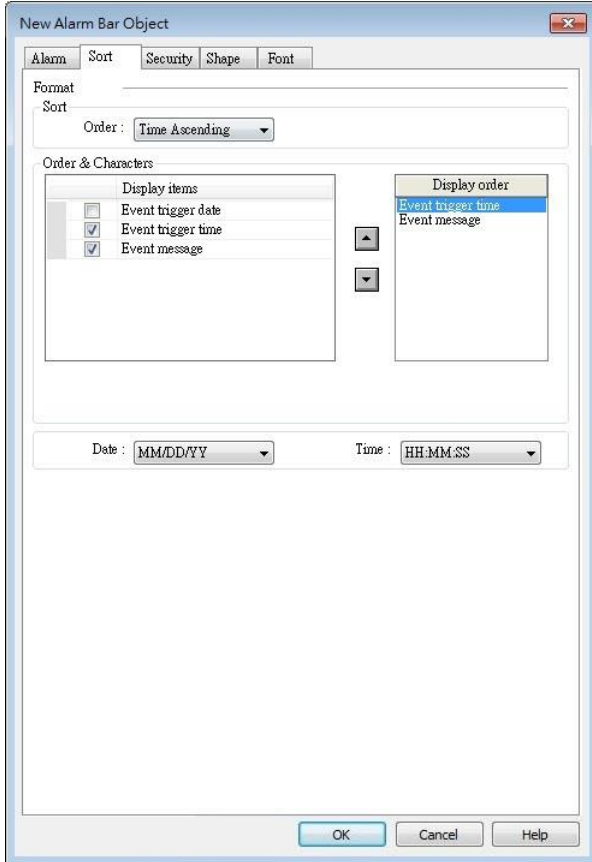 New Alarm Bar Object
Alarm Sort Security Shape Font
Format
Sort
Order : Time Ascending
Order & Characters
Display items
Event trigger date
Event trigger time
Event message
Display order
Event trigger time
Event message
Date : MM/DD/YY Time : HH:MM:SS
OK Cancel Help